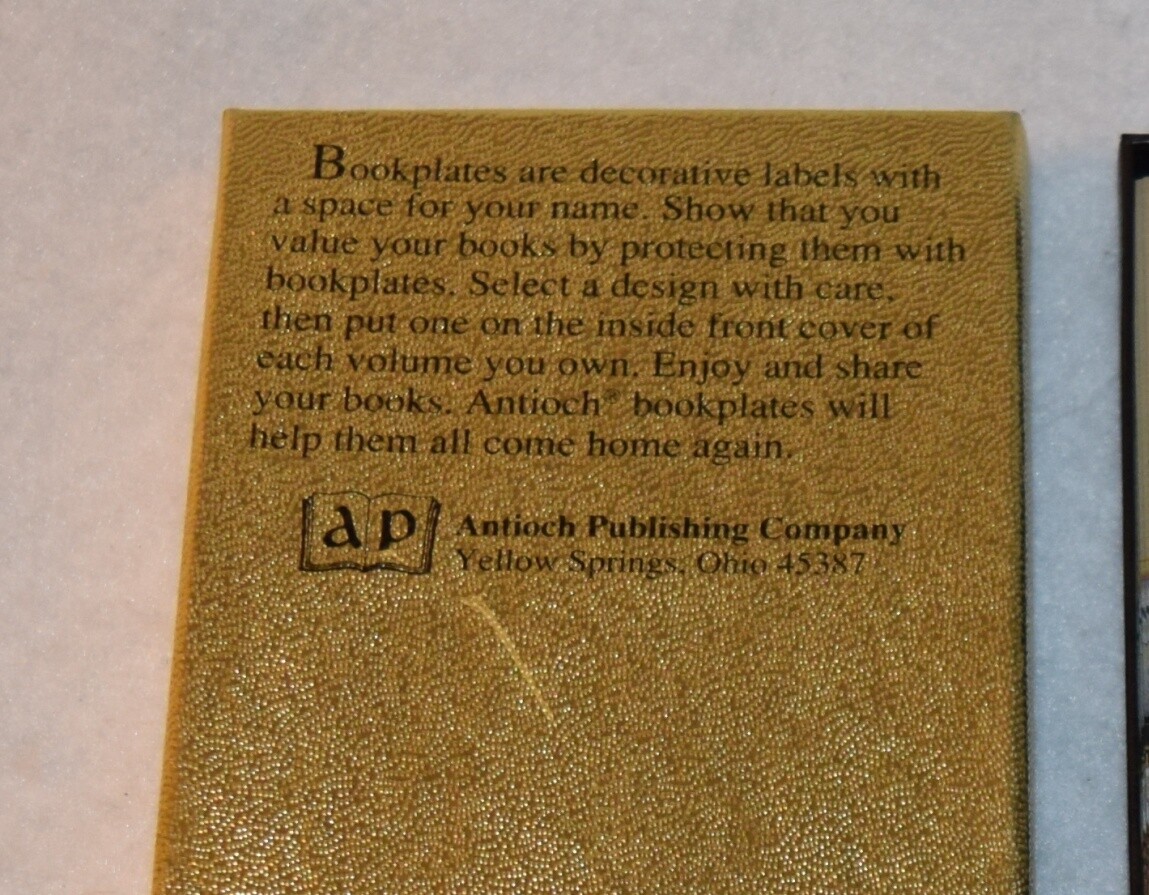 Bookplates are decorative labels with
a space for your name. Show that you
value your books by protecting them with
bookplates. Select a design with care,
then put one on the inside front cover of
each volume you own. Enjoy and share
your books. Antioch® bookplates will
help them all come home again.
ap
Antioch Publishing Company
Yellow Springs, Ohio 45387